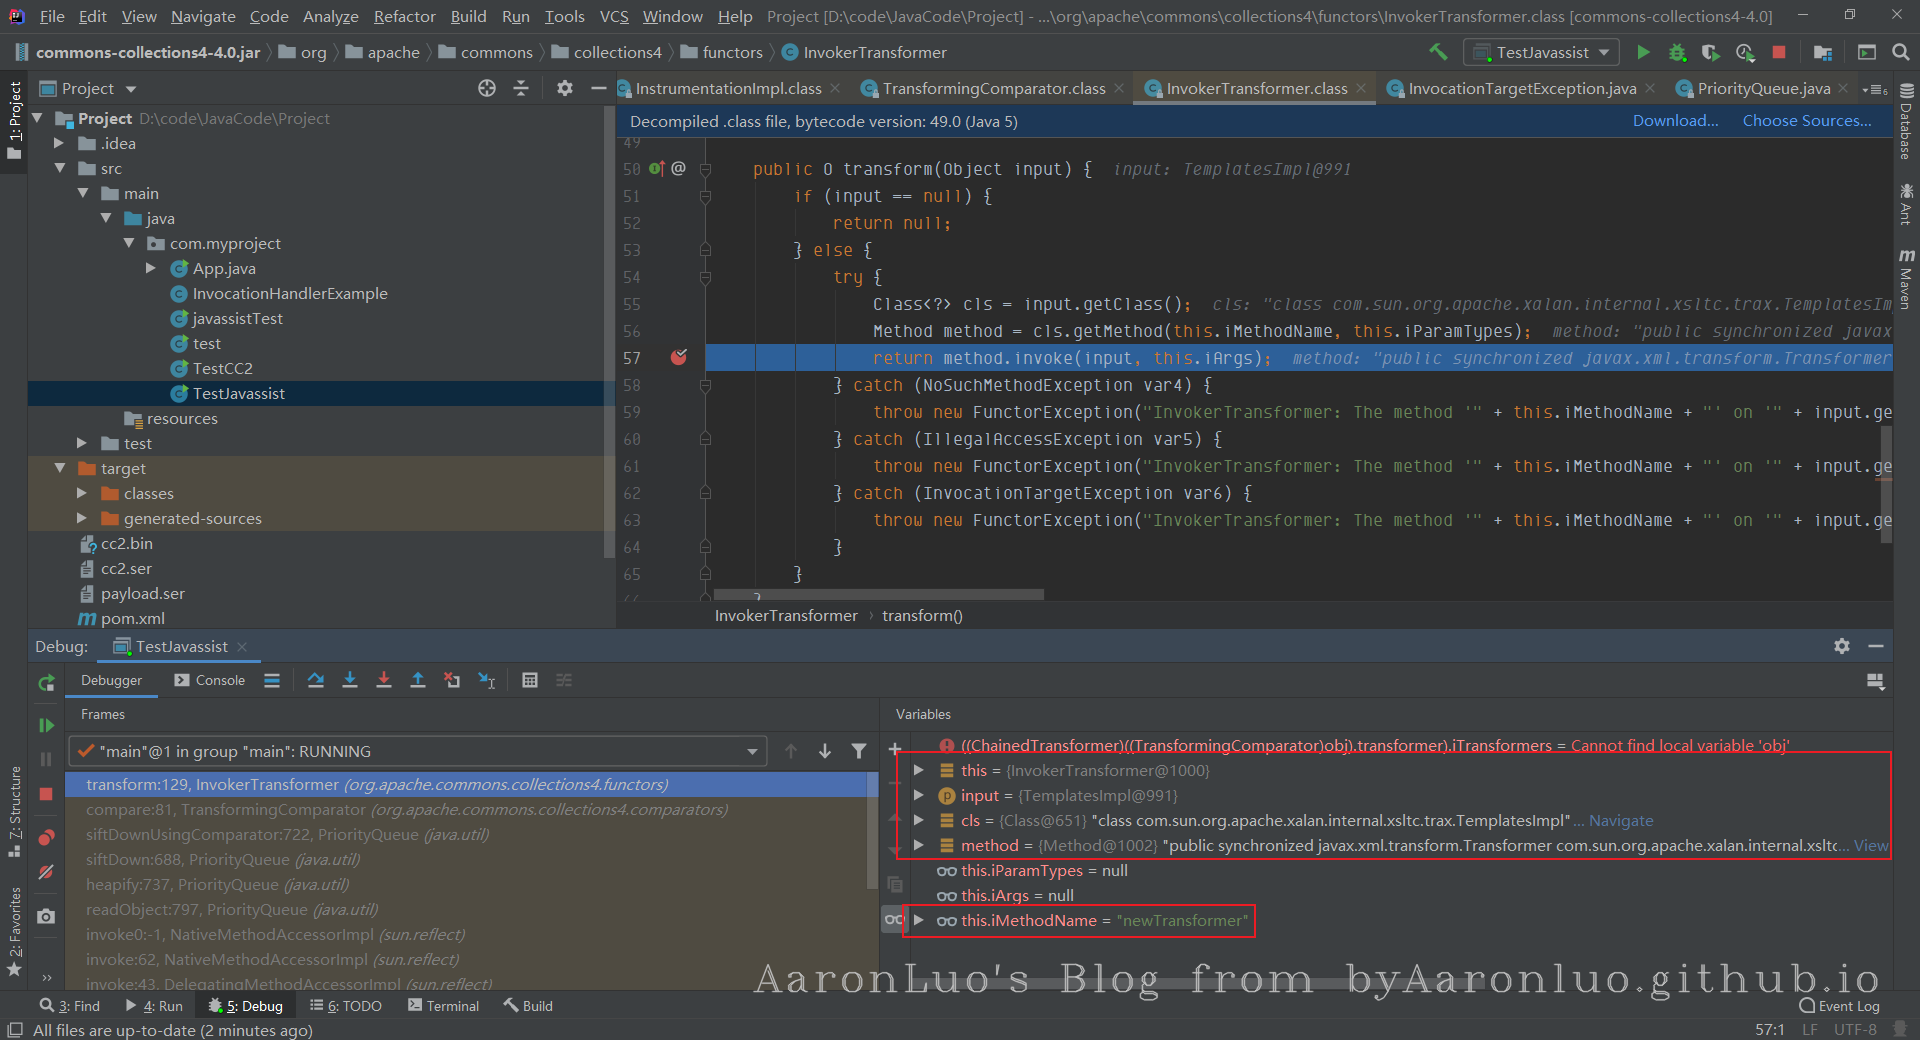 File Edit View Navigate Code Analyze Refactor Build Run Tools VCS Window Help Project [D:\code\JavaCode\Project] - ...\org\apache\commons\collections4\functors\InvokerTransformer.class [commons-collections4-4.0]
commons-collections4-4.0.jar org apache commons collections4 functors InvokerTransformer TestJavassist
1: Project
Project
InstrumentationImpl.class TransformingComparator.class InvokerTransformer.class InvocationTargetException.java PriorityQueue.java 6
Decompiled .class file, bytecode version: 49.0 (Java 5) Download... Choose Sources...
Project D:\code\JavaCode\Project
.idea
src
main
java
com.myproject
App.java
InvocationHandlerExample
javassistTest
test
TestCC2
TestJavassist
resources
test
target
classes
generated-sources
cc2.bin
cc2.ser
payload.ser
pom.xml
49
50 public O transform(Object input) { input: TemplatesImpl@991
51 if (input == null) {
52 return null;
53 } else {
54 try {
55 Class<?> cls = input.getClass(); cls: "class com.sun.org.apache.xalan.internal.xsltc.trax.TemplatesIm
56 Method method = cls.getMethod(this.iMethodName, this.iParamTypes); method: "public synchronized javax
57 return method.invoke(input, this.iArgs); method: "public synchronized javax.xml.transform.Transformer
58 } catch (NoSuchMethodException var4) {
59 throw new FunctorException("InvokerTransformer: The method '" + this.iMethodName + "' on '" + input.ge
60 } catch (IllegalAccessException var5) {
61 throw new FunctorException("InvokerTransformer: The method '" + this.iMethodName + "' on '" + input.ge
62 } catch (InvocationTargetException var6) {
63 throw new FunctorException("InvokerTransformer: The method '" + this.iMethodName + "' on '" + input.ge
64 }
65 }
}
InvokerTransformer transform()
Database
Ant
Maven
Debug: TestJavassist
Debugger Console
Frames
"main"@1 in group "main": RUNNING
transform:129, InvokerTransformer (org.apache.commons.collections4.functors)
compare:81, TransformingComparator (org.apache.commons.collections4.comparators)
siftDownUsingComparator:722, PriorityQueue (java.util)
siftDown:688, PriorityQueue (java.util)
heapify:737, PriorityQueue (java.util)
readObject:797, PriorityQueue (java.util)
invoke0:-1, NativeMethodAccessorImpl (sun.reflect)
invoke:62, NativeMethodAccessorImpl (sun.reflect)
invoke:43, DelegatingMethodAccessorImpl (sun.reflect)
Variables
((ChainedTransformer)((TransformingComparator)obj).transformer).iTransformers = Cannot find local variable 'obj'
this = {InvokerTransformer@1000}
input = {TemplatesImpl@991}
cls = {Class@651} "class com.sun.org.apache.xalan.internal.xsltc.trax.TemplatesImpl"... Navigate
method = {Method@1002} "public synchronized javax.xml.transform.Transformer com.sun.org.apache.xalan.internal.xsltc... View
this.iParamTypes = null
this.iArgs = null
this.iMethodName = "newTransformer"
AaronLuo's Blog from byAaronluo.github.io
Z: Structure
2: Favorites
3: Find 4: Run 5: Debug 6: TODO Terminal Build Event Log
All files are up-to-date (2 minutes ago) 57:1 LF UTF-8